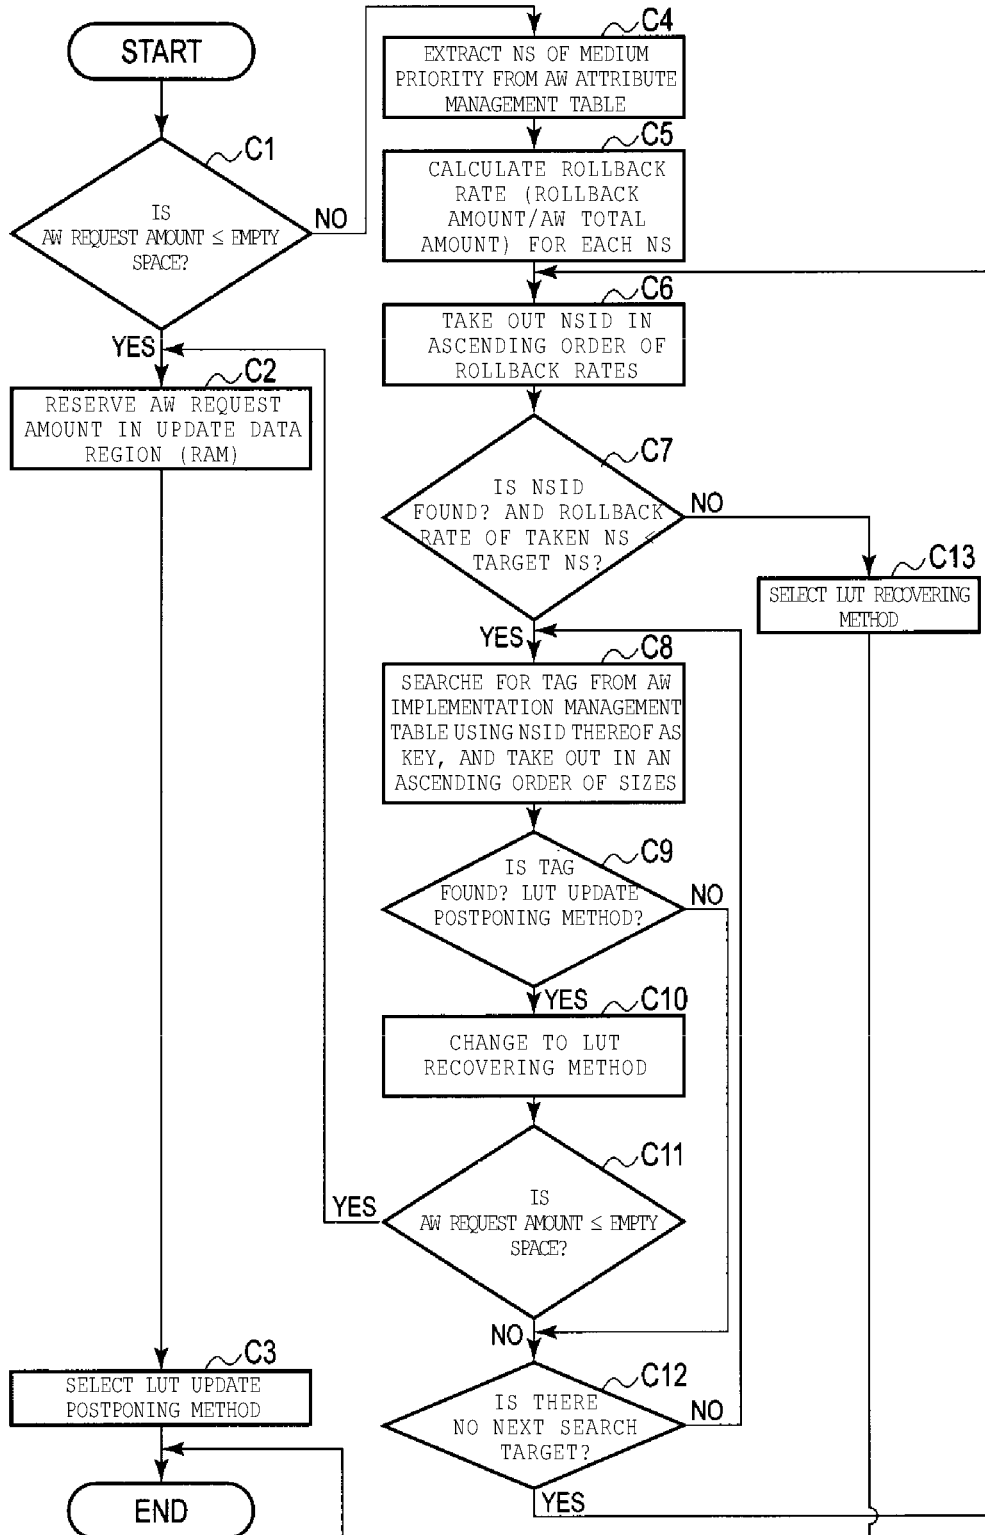 START
C1
IS
AW REQUEST AMOUNT ≤ EMPTY
SPACE?
NO
YES
C2
RESERVE AW REQUEST
AMOUNT IN UPDATE DATA
REGION (RAM)
C3
SELECT LUT UPDATE
POSTPONING METHOD
END
C4
EXTRACT NS OF MEDIUM
PRIORITY FROM AW ATTRIBUTE
MANAGEMENT TABLE
C5
CALCULATE ROLLBACK
RATE (ROLLBACK
AMOUNT/AW TOTAL
AMOUNT) FOR EACH NS
C6
TAKE OUT NSID IN
ASCENDING ORDER OF
ROLLBACK RATES
C7
IS NSID
FOUND? AND ROLLBACK
RATE OF TAKEN NS <
TARGET NS?
NO
YES
C13
SELECT LUT RECOVERING
METHOD
C8
SEARCHE FOR TAG FROM AW
IMPLEMENTATION MANAGEMENT
TABLE USING NSID THEREOF AS
KEY, AND TAKE OUT IN AN
ASCENDING ORDER OF SIZES
C9
IS TAG
FOUND? LUT UPDATE
POSTPONING METHOD?
NO
YES
C10
CHANGE TO LUT
RECOVERING METHOD
C11
IS
AW REQUEST AMOUNT ≤ EMPTY
SPACE?
YES
NO
C12
IS THERE
NO NEXT SEARCH
TARGET?
NO
YES